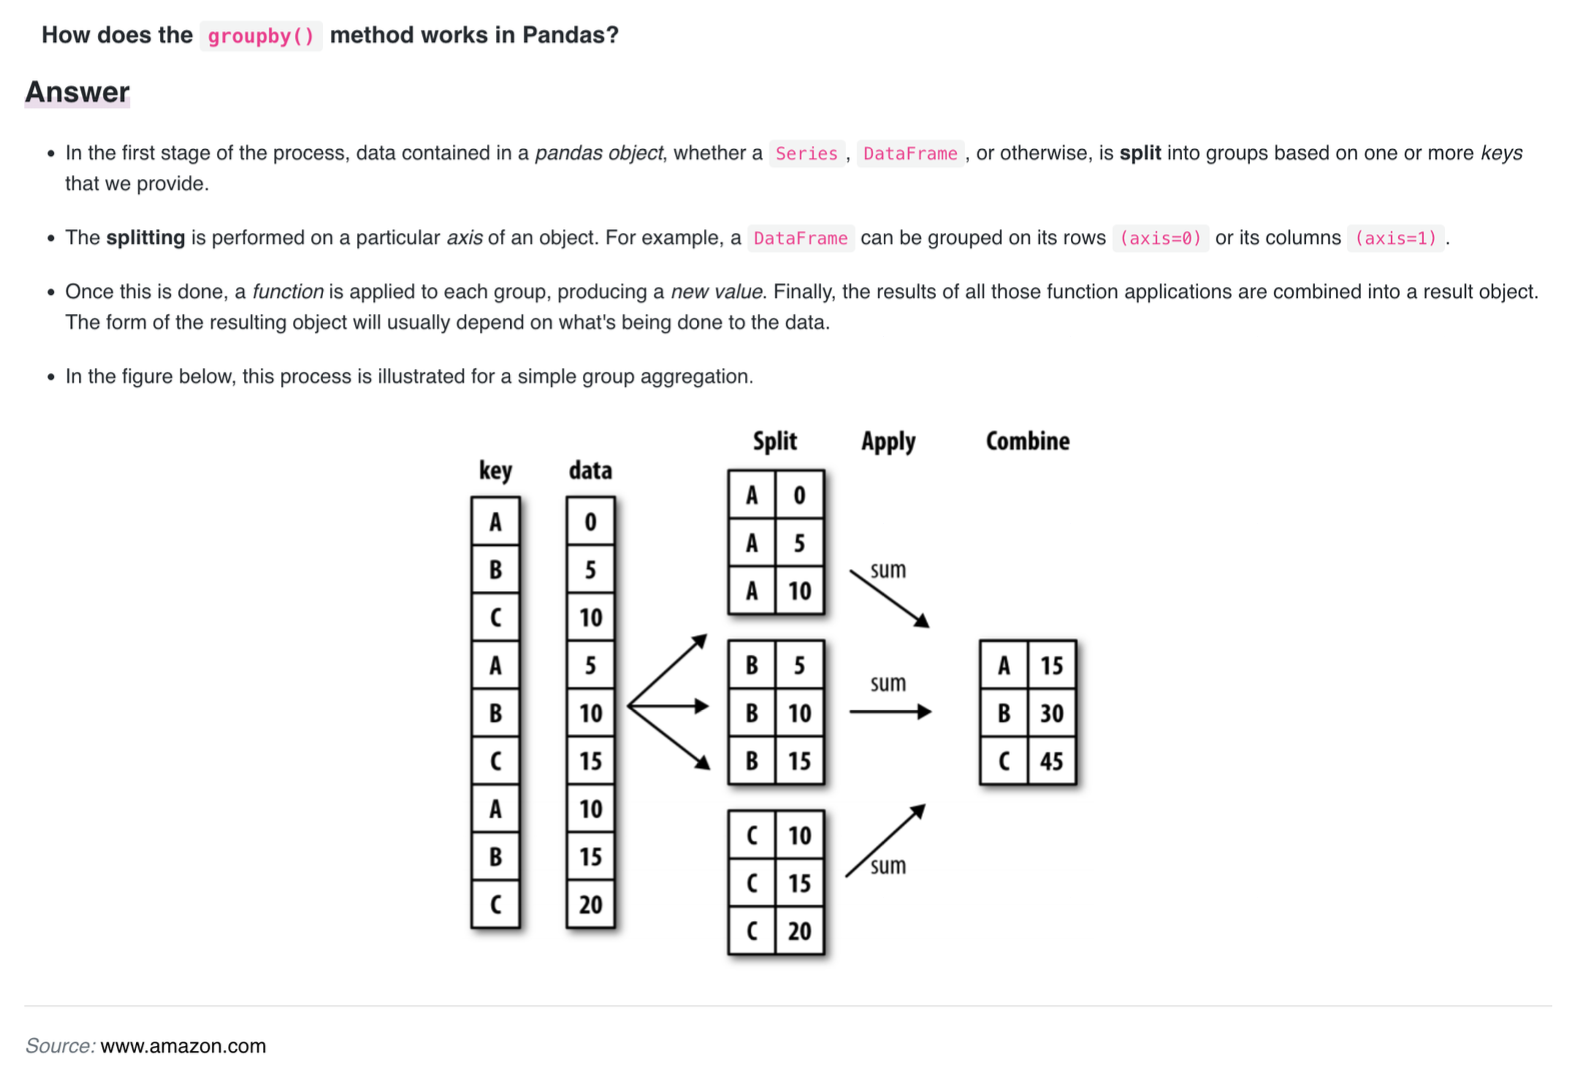 How does the groupby() method works in Pandas?
Answer
• In the first stage of the process, data contained in a pandas object, whether a Series, DataFrame, or otherwise, is split into groups based on one or more keys
that we provide.
• The splitting is performed on a particular axis of an object. For example, a DataFrame can be grouped on its rows (axis=0) or its columns (axis=1).
• Once this is done, a function is applied to each group, producing a new value. Finally, the results of all those function applications are combined into a result object.
The form of the resulting object will usually depend on what's being done to the data.
• In the figure below, this process is illustrated for a simple group aggregation.
key data
A 0
B 5
C 10
A 5
B 10
C 15
A 10
B 15
C 20
Split
A 0
A 5
A 10
B 5
B 10
B 15
C 10
C 15
C 20
Apply
sum
sum
sum
Combine
A 15
B 30
C 45
Source: www.amazon.com